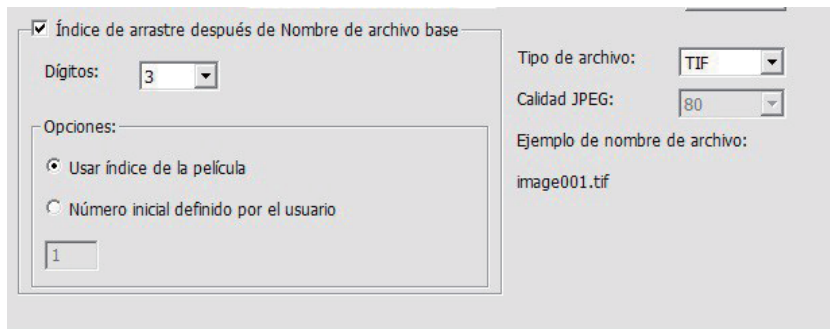 Índice de arrastre después de Nombre de archivo base
Dígitos: 3
Opciones:
Usar índice de la película
Número inicial definido por el usuario
1
Tipo de archivo: TIF
Calidad JPEG: 80
Ejemplo de nombre de archivo:
image001.tif